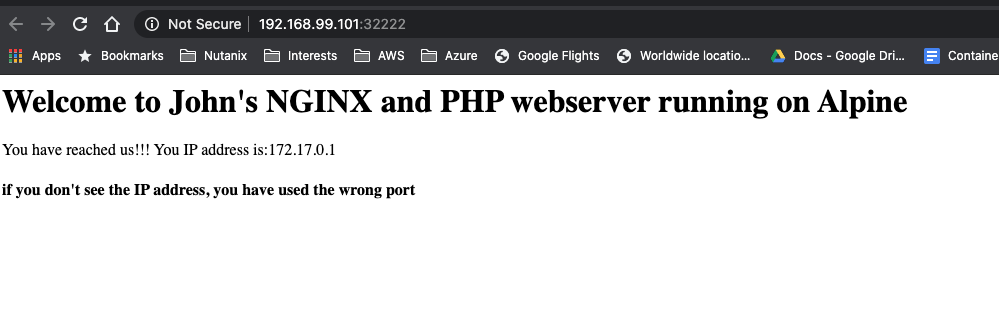 Not Secure | 192.168.99.101:32222
Apps Bookmarks Nutanix Interests AWS Azure Google Flights Worldwide locatio... Docs - Google Dri... Containe
Welcome to John's NGINX and PHP webserver running on Alpine
You have reached us!!! You IP address is:172.17.0.1
if you don't see the IP address, you have used the wrong port